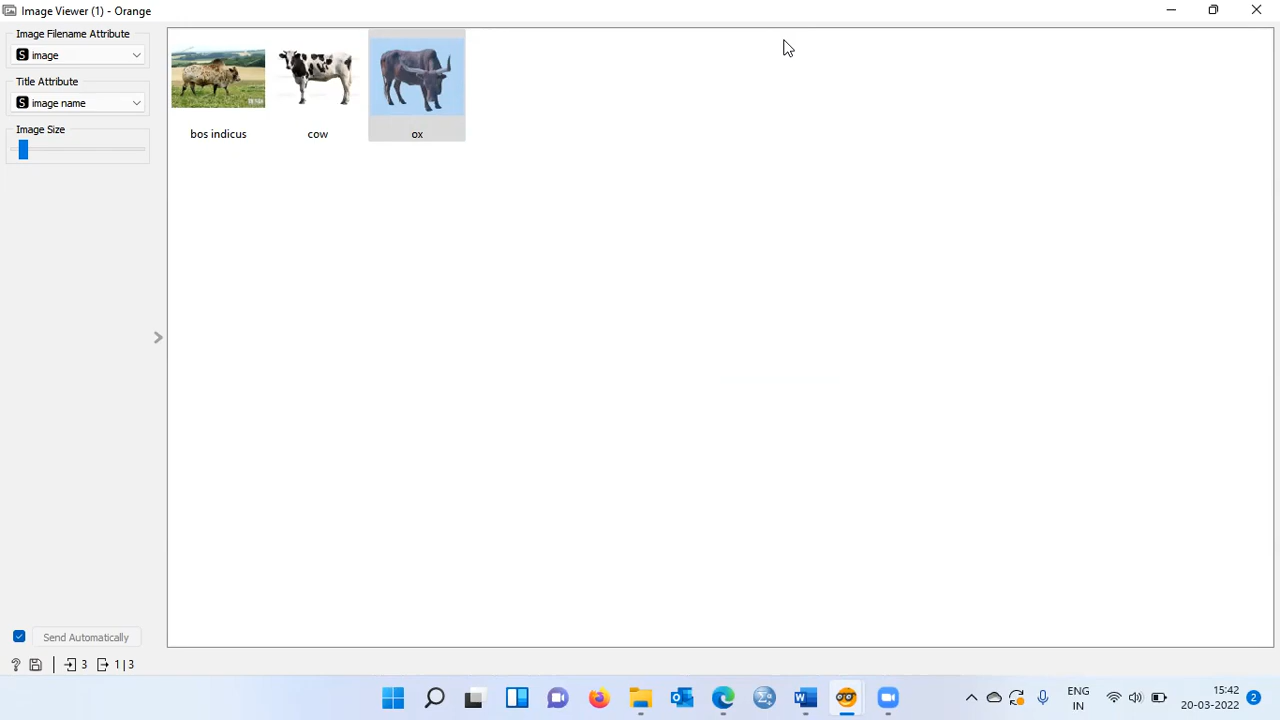 Image Viewer (1) - Orange
Image Filename Attribute
S image
Title Attribute
S image name
Image Size
bos indicus
cow
ox
Send Automatically
? 3 1 | 3
ENG
IN
15:42
20-03-2022
2